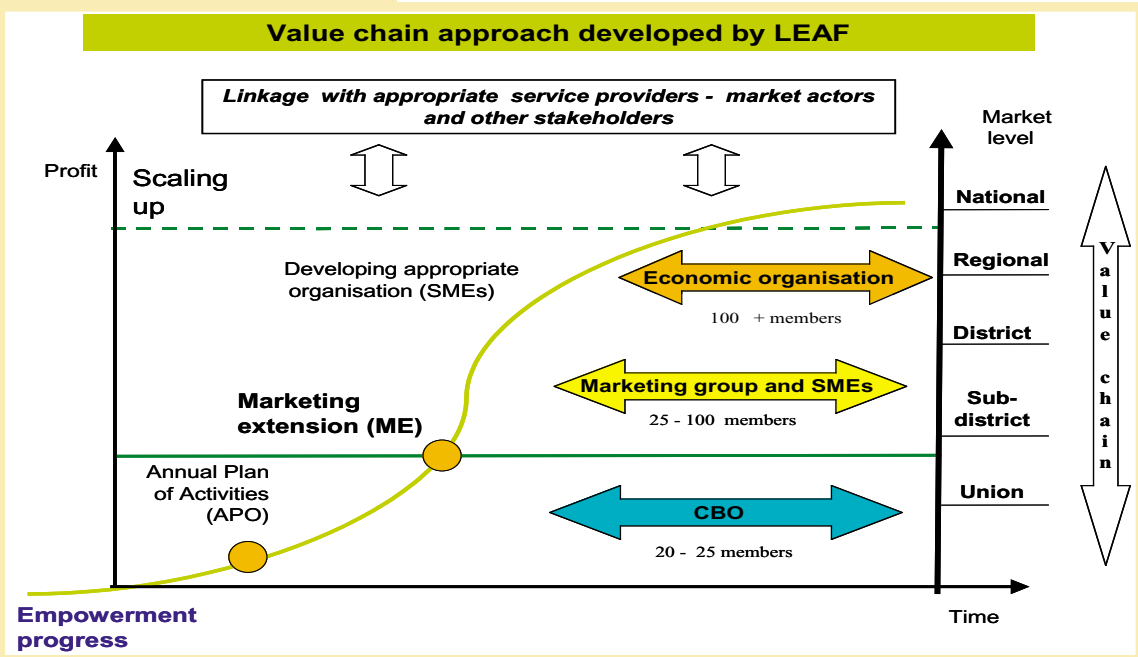 Value chain approach developed by LEAF
Linkage with appropriate service providers - market actors
and other stakeholders
Market
level
Profit
Scaling
up
National
Developing appropriate
organisation (SMEs)
Economic organisation
100 + members
Regional
District
Marketing
extension (ME)
Marketing group and SMEs
25 - 100 members
Sub-
district
Annual Plan
of Activities
(APO)
CBO
20 - 25 members
Union
Value chain
Time
Empowerment
progress